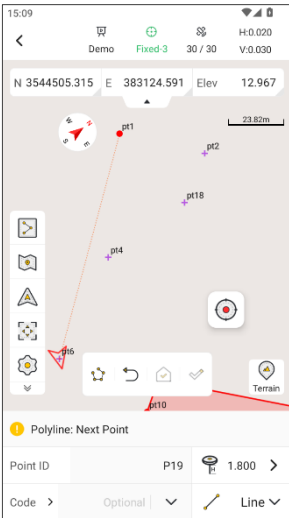 15:09
Demo Fixed-3 30 / 30 H:0.020 V:0.030
N 3544505.315 E 383124.591 Elev 12.967
23.82m
N
W
E
S
pt1
pt2
pt18
pt4
pt6
Terrain
pt10
Polyline: Next Point
Point ID P19 1.800
Code Optional Line